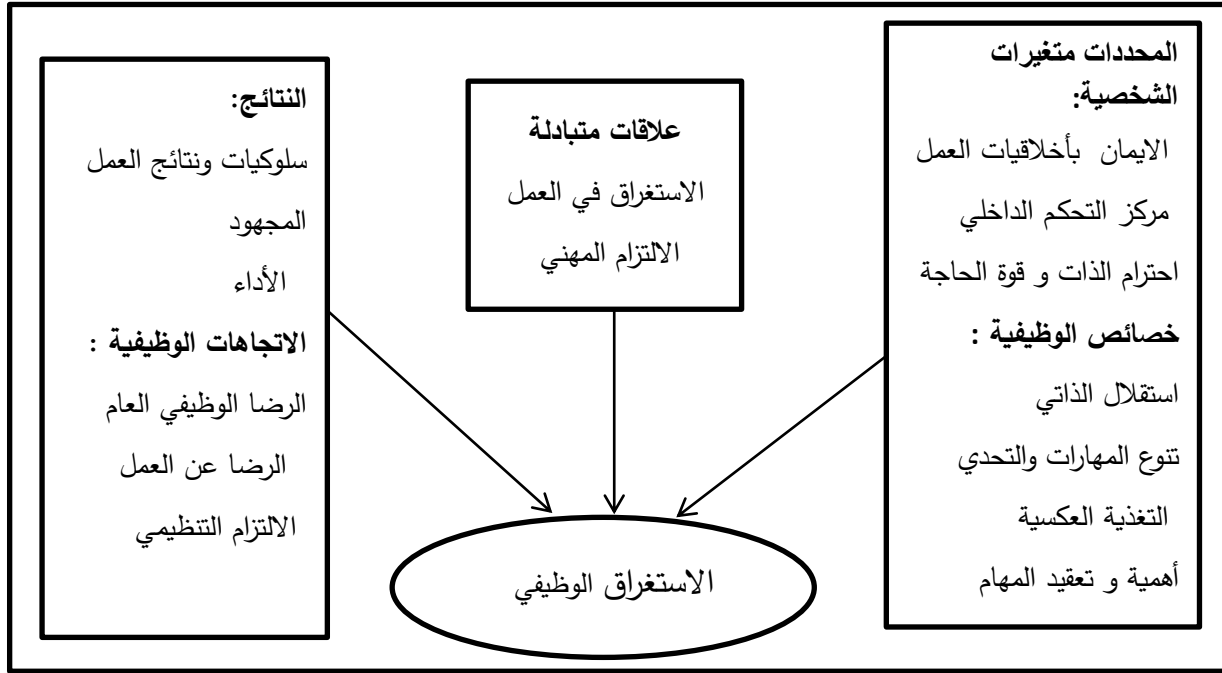 المحددات متغيرات
الشخصية:
الايمان بأخلاقيات العمل
مركز التحكم الداخلي
احترام الذات و قوة الحاجة
خصائص الوظيفية :
استقلال الذاتي
تنوع المهارات والتحدي
التغذية العكسية
أهمية و تعقيد المهام
علاقات متبادلة
الاستغراق في العمل
الالتزام المهني
النتائج:
سلوكيات ونتائج العمل
المجهود
الأداء
الاتجاهات الوظيفية :
الرضا الوظيفي العام
الرضا عن العمل
الالتزام التنظيمي
الاستغراق الوظيفي